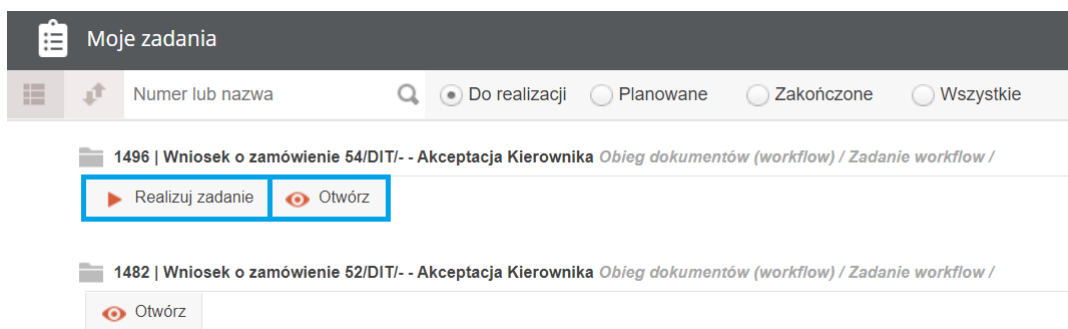 Moje zadania
Numer lub nazwa Do realizacji Planowane Zakończone Wszystkie
1496 | Wniosek o zamówienie 54/DIT/- - Akceptacja Kierownika Obieg dokumentów (workflow) / Zadanie workflow /
Realizuj zadanie Otwórz
1482 | Wniosek o zamówienie 52/DIT/- - Akceptacja Kierownika Obieg dokumentów (workflow) / Zadanie workflow /
Otwórz